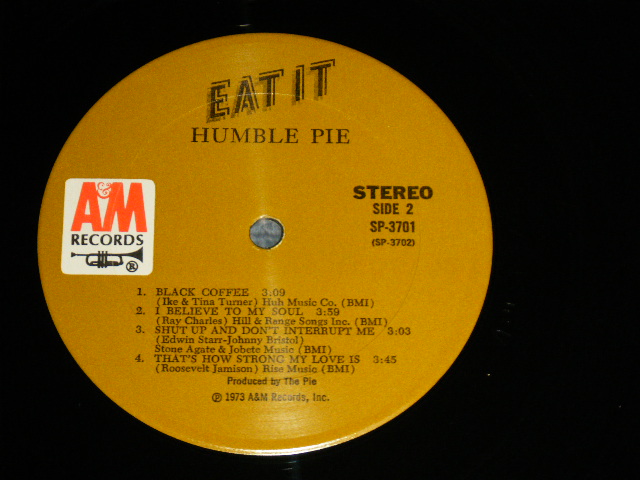 EAT IT
HUMBLE PIE
A&M
RECORDS
®
STEREO
SIDE 2
SP-3701
(SP-3702)
1. BLACK COFFEE 3:09
(Ike & Tina Turner) Huh Music Co. (BMI)
2. I BELIEVE TO MY SOUL 3:59
(Ray Charles) Hill & Renge Songs Inc. (BMI)
3. SHUT UP AND DON'T INTERRUPT ME 3:03
(Edwin Starr-Johnny Bristol)
Stone Agate & Jobete Music (BMI)
4. THAT'S HOW STRONG MY LOVE IS 3:45
(Roosevelt Jamison) Rise Music (BMI)
Produced by The Pie
℗ 1973 A&M Records, Inc.